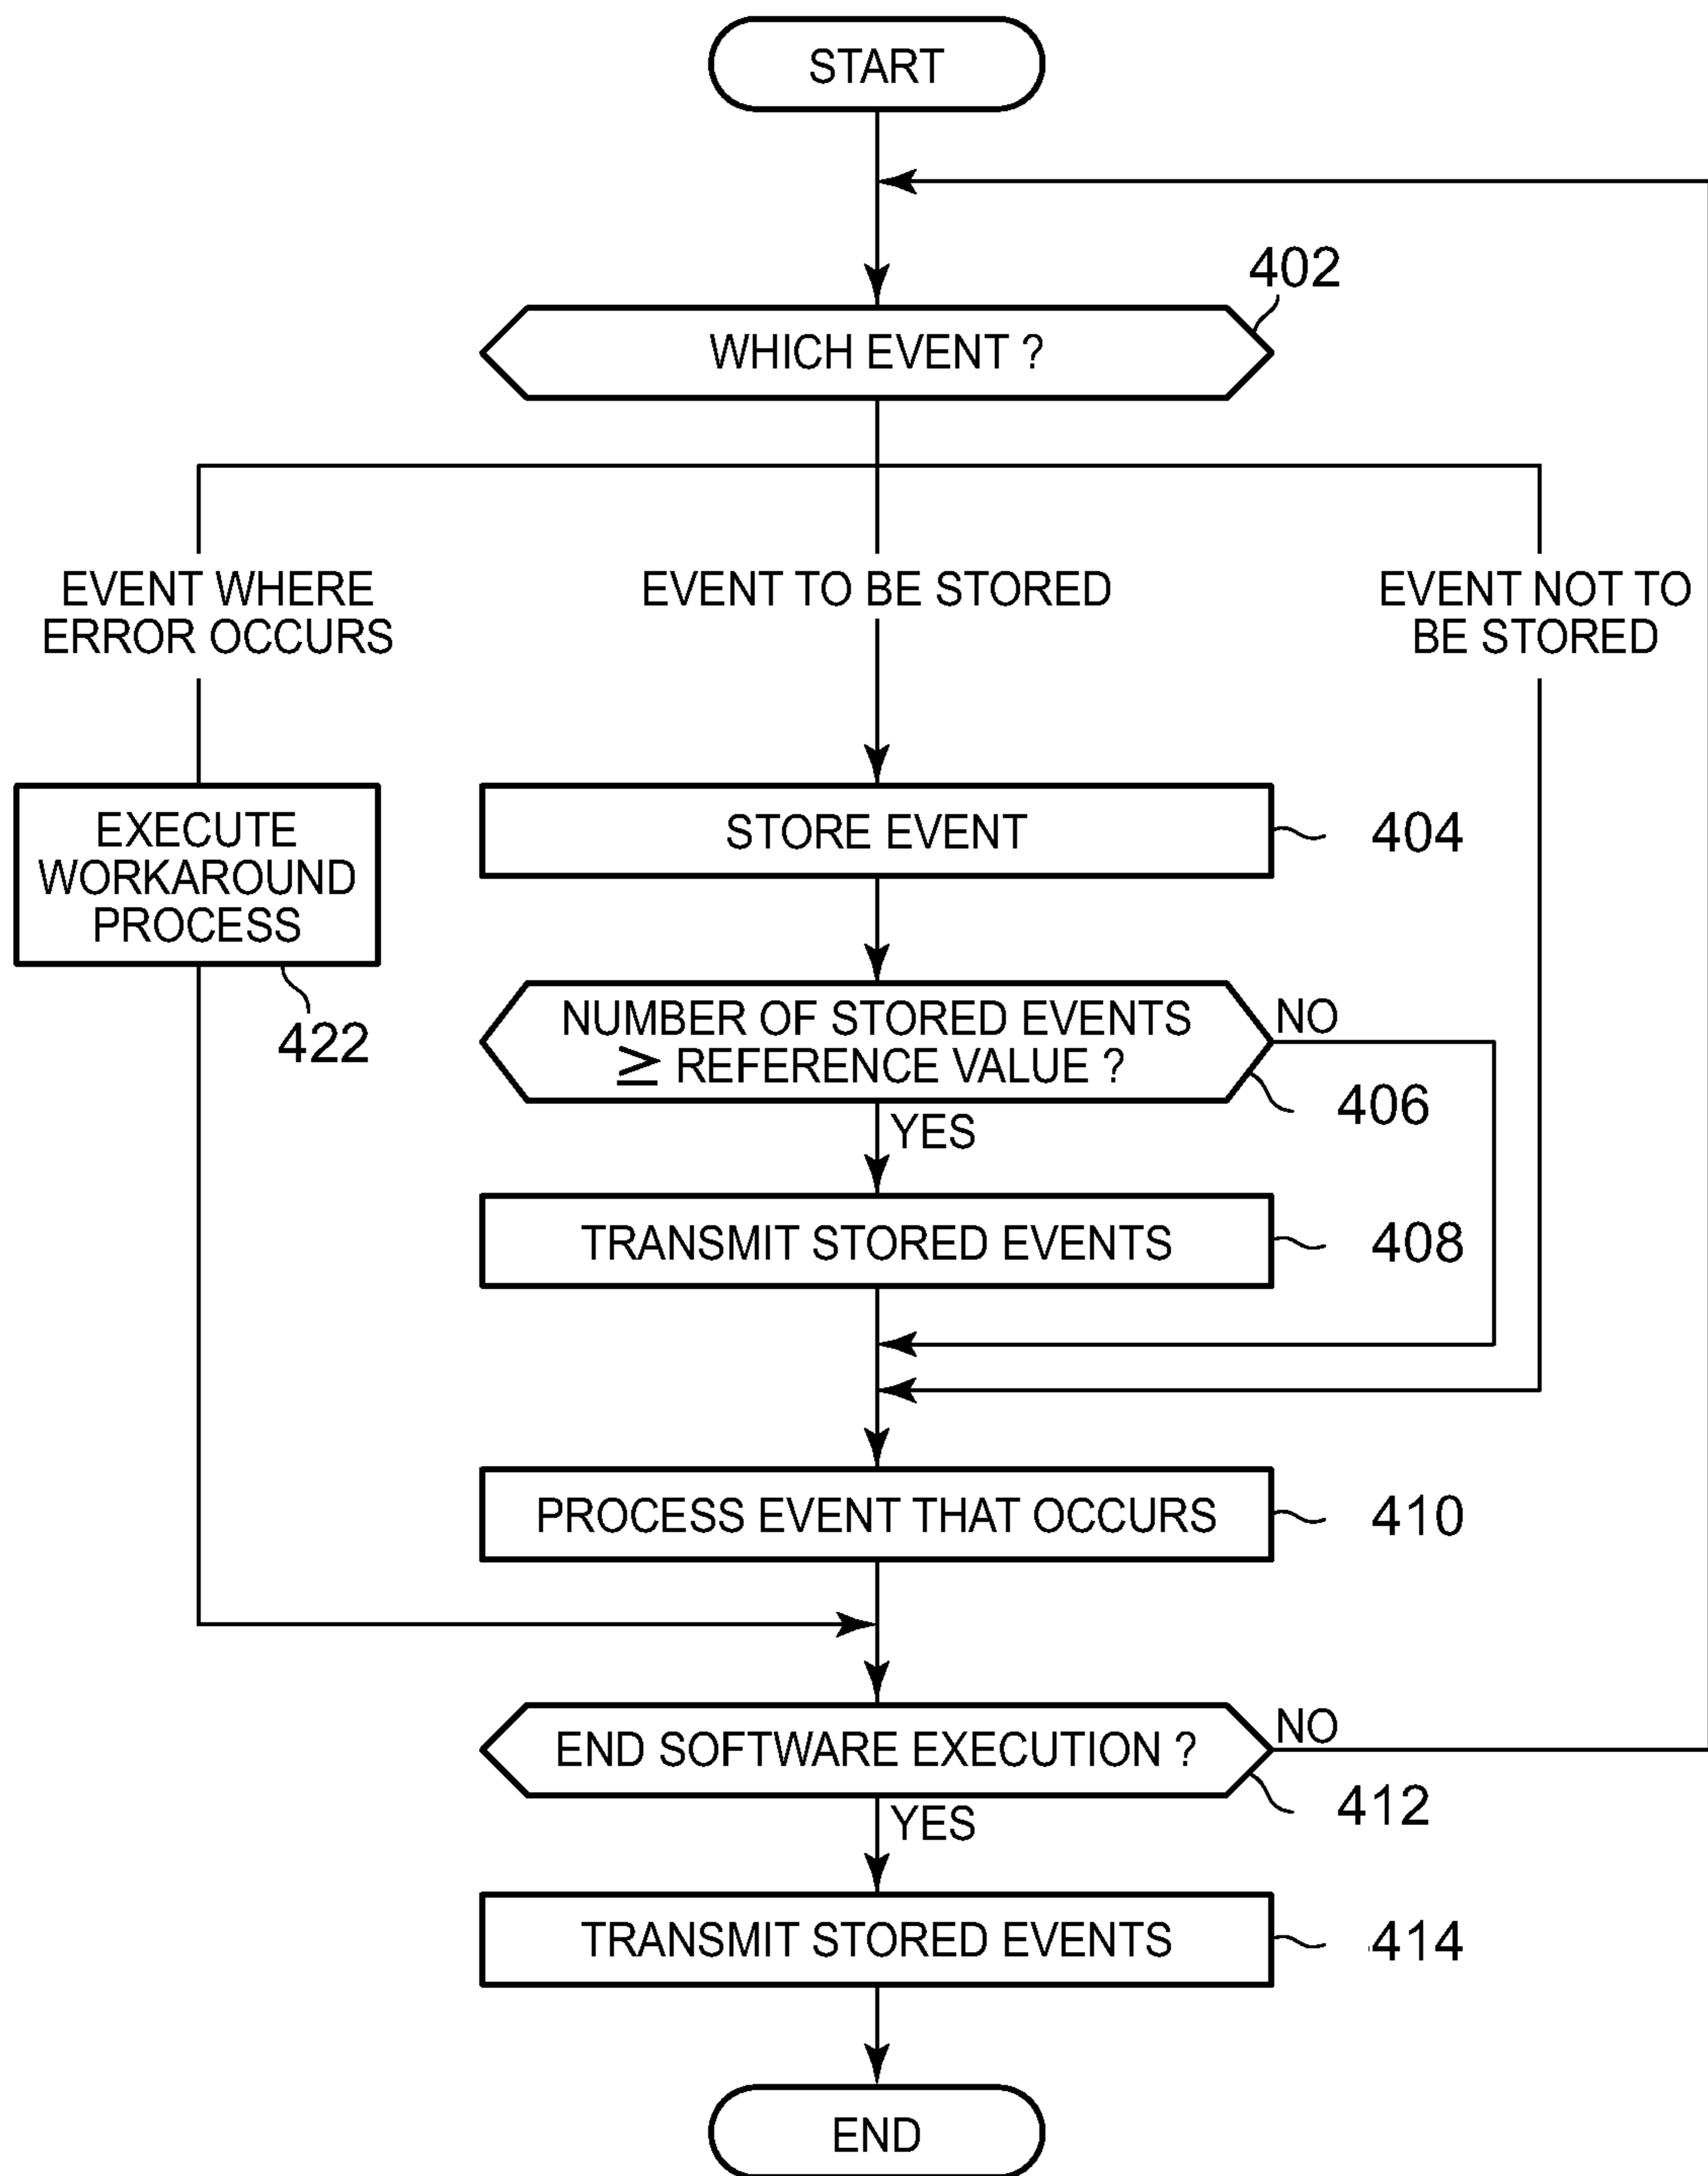 START
402
WHICH EVENT ?
EVENT WHERE
ERROR OCCURS
EVENT TO BE STORED
EVENT NOT TO
BE STORED
EXECUTE
WORKAROUND
PROCESS
422
STORE EVENT
404
NUMBER OF STORED EVENTS
≥ REFERENCE VALUE ?
NO
406
YES
TRANSMIT STORED EVENTS
408
PROCESS EVENT THAT OCCURS
410
END SOFTWARE EXECUTION ?
NO
412
YES
TRANSMIT STORED EVENTS
414
END